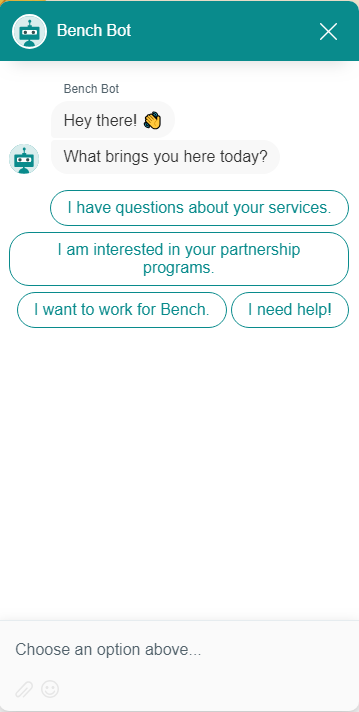 Bench Bot
Bench Bot
Hey there! 👋
What brings you here today?
I have questions about your services.
I am interested in your partnership
programs.
I want to work for Bench.
I need help!
Choose an option above...